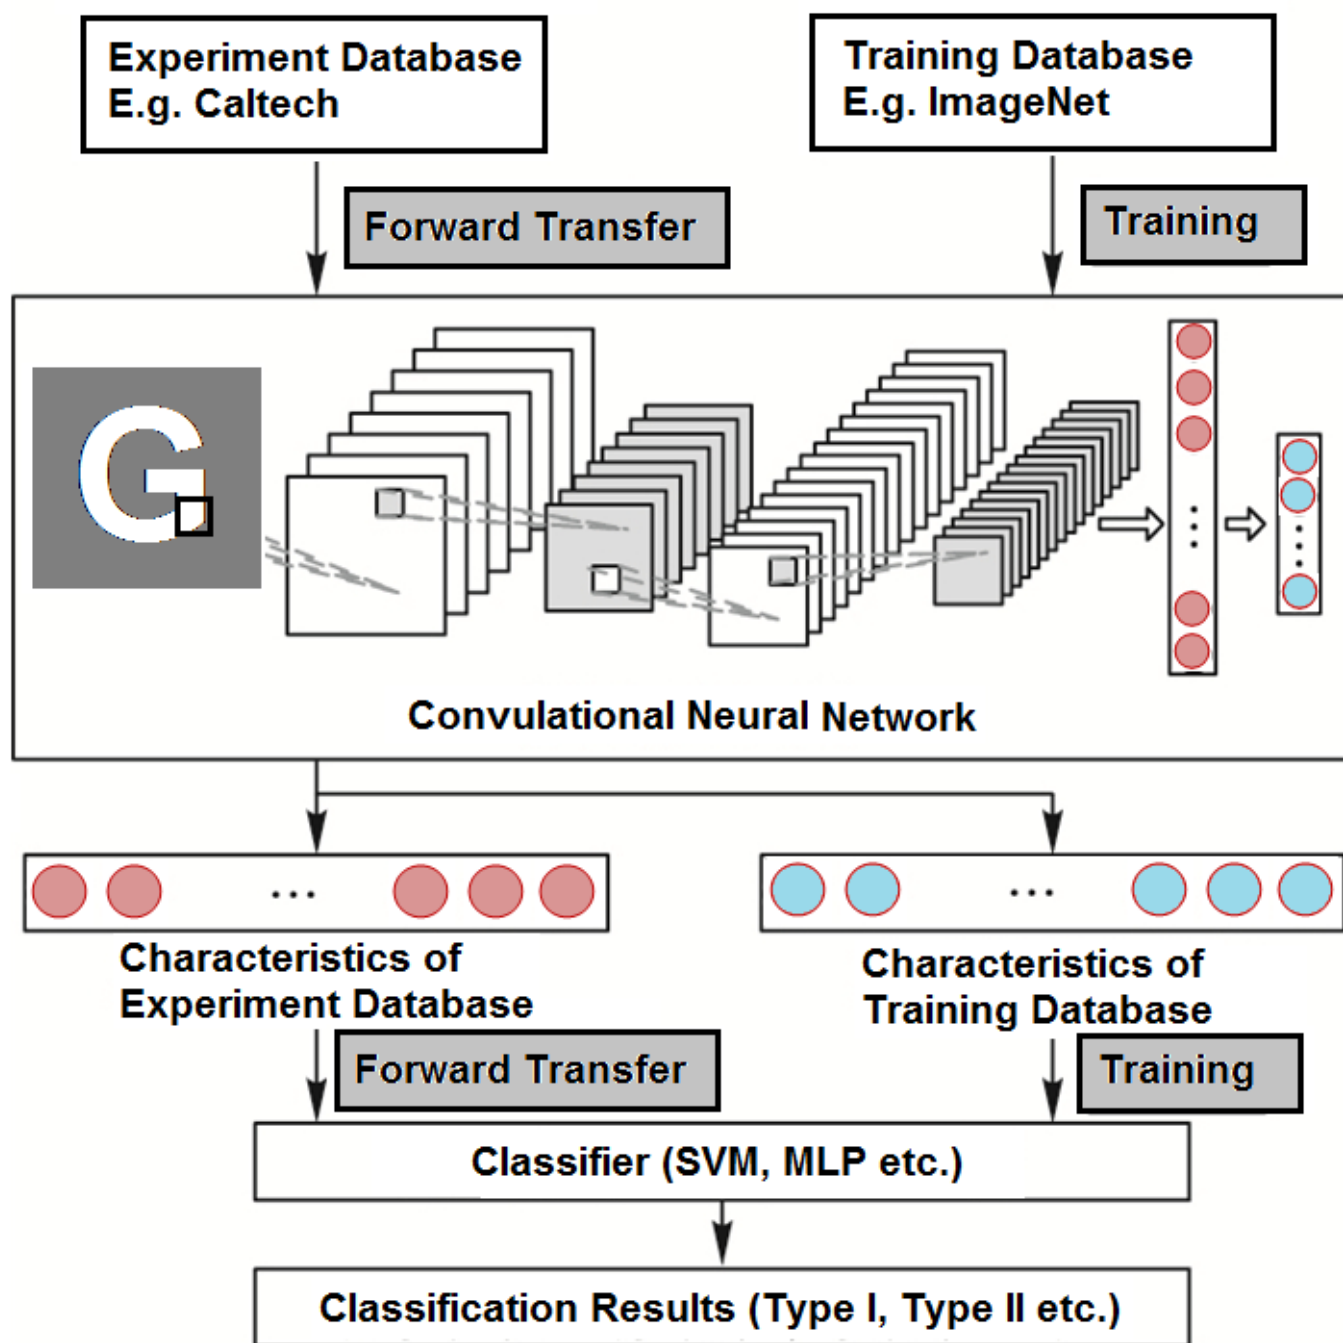 Experiment Database
E.g. Caltech
Training Database
E.g. ImageNet
Forward Transfer
Training
G
Convulational Neural Network
Characteristics of
Experiment Database
Characteristics of
Training Database
Forward Transfer
Training
Classifier (SVM, MLP etc.)
Classification Results (Type I, Type II etc.)